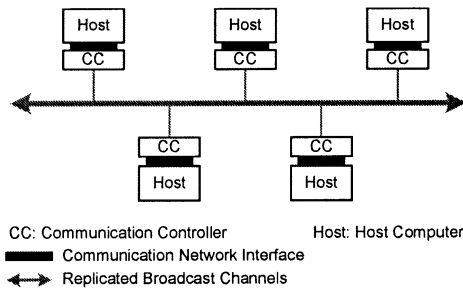 Host Host Host
CC CC CC
CC CC
Host Host
CC: Communication Controller Host: Host Computer
Communication Network Interface
Replicated Broadcast Channels